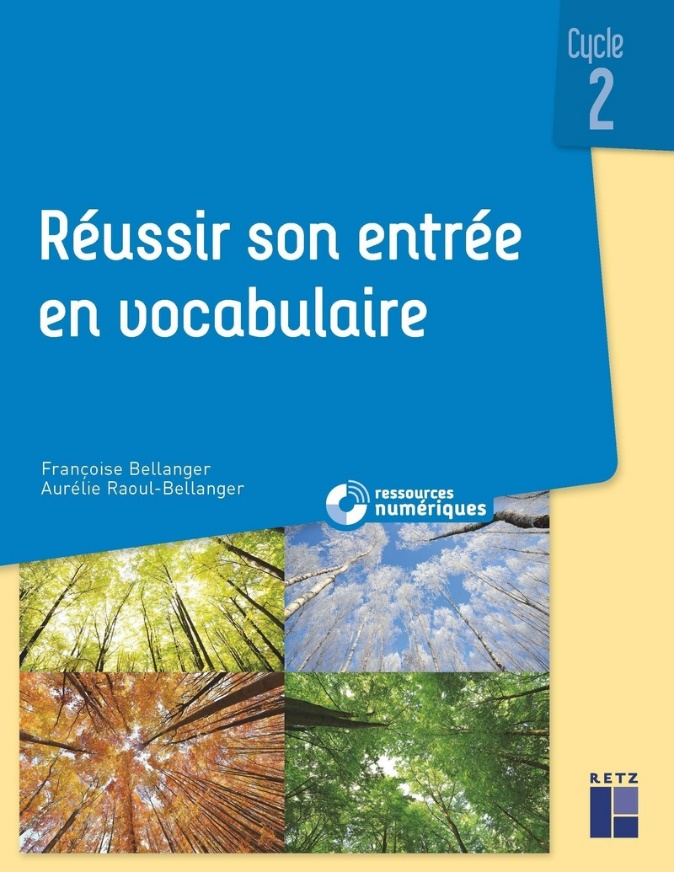 Cycle
2
Réussir son entrée
en vocabulaire
Françoise Bellanger
Aurélie Raoul-Bellanger
ressources
numériques
RETZ